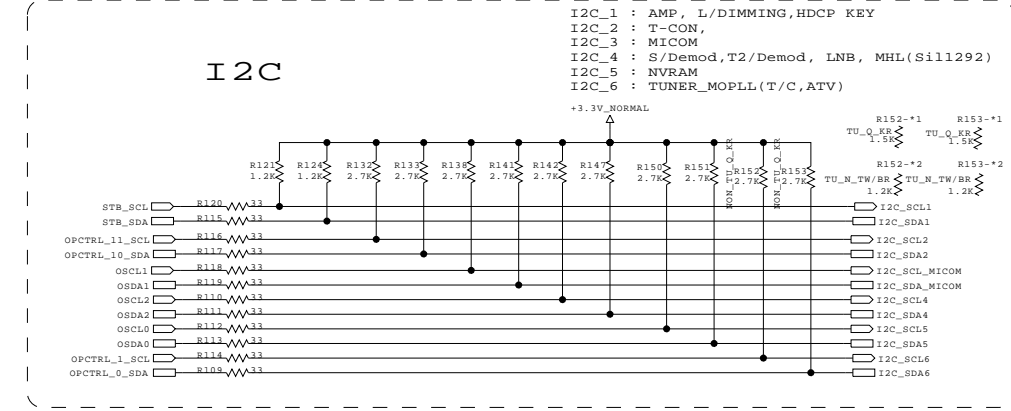 I2C_1 : AMP, L/DIMMING,HDCP KEY
I2C_2 : T-CON,
I2C_3 : MICOM
I2C_4 : S/Demod,T2/Demod, LNB, MHL(Sil1292)
I2C_5 : NVRAM
I2C_6 : TUNER_MOPLL(T/C,ATV)
I2C
+3.3V_NORMAL
R152-*1
TU_Q_KR
1.5K
R153-*1
TU_Q_KR
1.5K
R152-*2
TU_N_TW/BR
1.2K
R153-*2
TU_N_TW/BR
1.2K
R121
1.2K
R124
1.2K
R132
2.7K
R133
2.7K
R138
2.7K
R141
2.7K
R142
2.7K
R147
2.7K
R150
2.7K
R151
2.7K
NON_TU_Q_KR
R152
2.7K
NON_TU_Q_KR
R153
2.7K
STB_SCL R120 33 I2C_SCL1
STB_SDA R115 33 I2C_SDA1
OPCTRL_11_SCL R116 33 I2C_SCL2
OPCTRL_10_SDA R117 33 I2C_SDA2
OSCL1 R118 33 I2C_SCL_MICOM
OSDA1 R119 33 I2C_SDA_MICOM
OSCL2 R110 33 I2C_SCL4
OSDA2 R111 33 I2C_SDA4
OSCL0 R112 33 I2C_SCL5
OSDA0 R113 33 I2C_SDA5
OPCTRL_1_SCL R114 33 I2C_SCL6
OPCTRL_0_SDA R109 33 I2C_SDA6